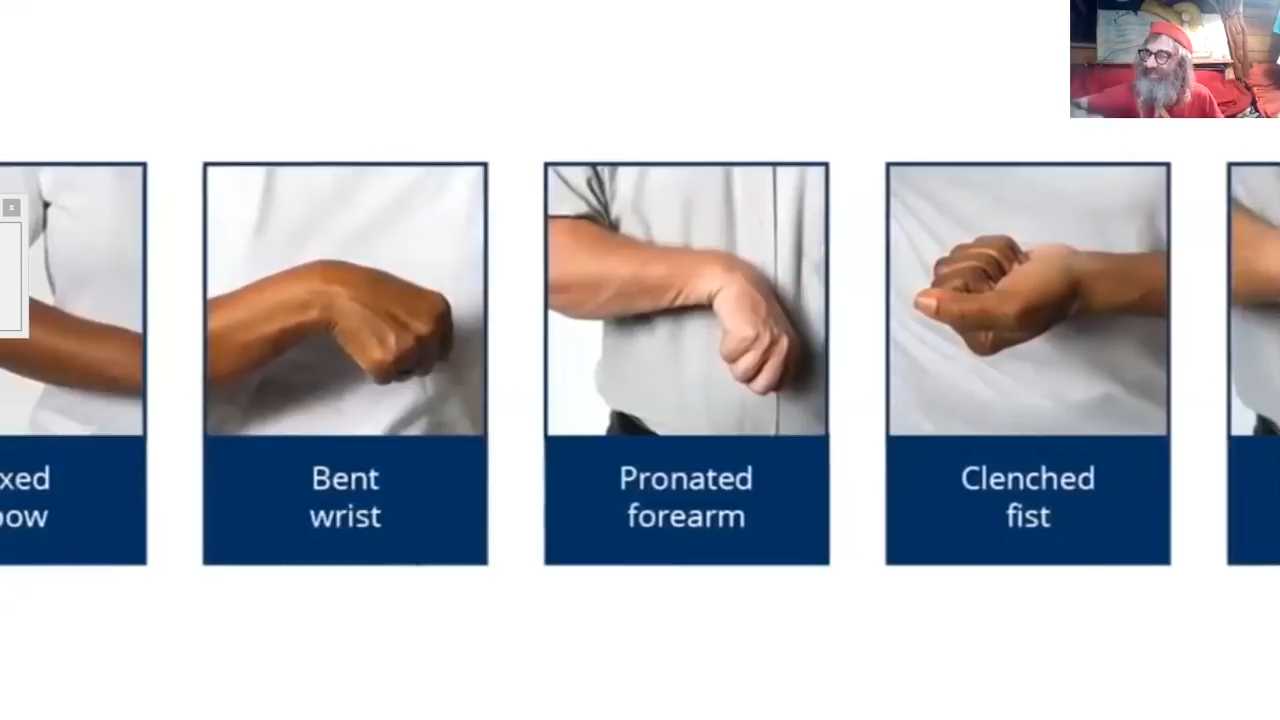 Bent
wrist
Pronated
forearm
Clenched
fist